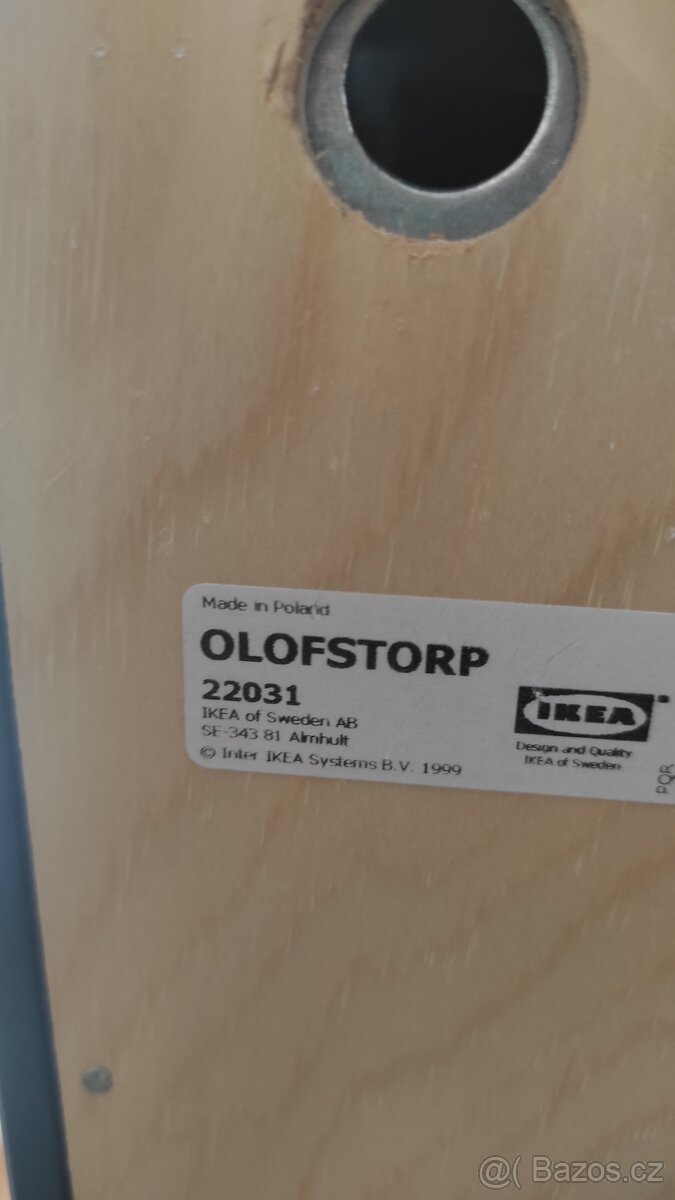 Made in Poland
OLOFSTORP
22031
IKEA of Sweden AB
SE-343 81 Älmhult
© Inter IKEA Systems B.V. 1999
IKEA
®
Design and Quality
IKEA of Sweden
@( Bazos.cz